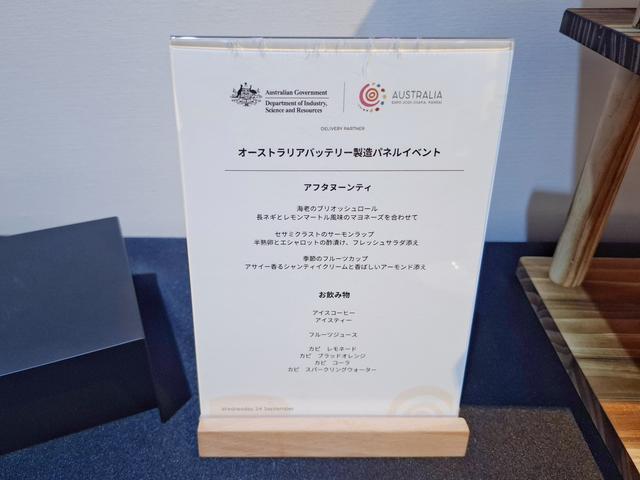 Australian Government
Department of Industry,
Science and Resources
AUSTRALIA
EXPO 2025 OSAKA, KANSAI
DELIVERY PARTNER
オーストラリアバッテリー製造パネルイベント
アフタヌーンティ
海老のブリオッシュロール
長ネギとレモンマートル風味のマヨネーズを合わせて
セサミクラストのサーモンラップ
半熟卵とエシャロットの酢漬け、フレッシュサラダ添え
季節のフルーツカップ
アサイー香るシャンティイクリームと香ばしいアーモンド添え
お飲み物
アイスコーヒー
アイスティー
フルーツジュース
カピ レモネード
カピ ブラッドオレンジ
カピ コーラ
カピ スパークリングウォーター
Wednesday 24 September